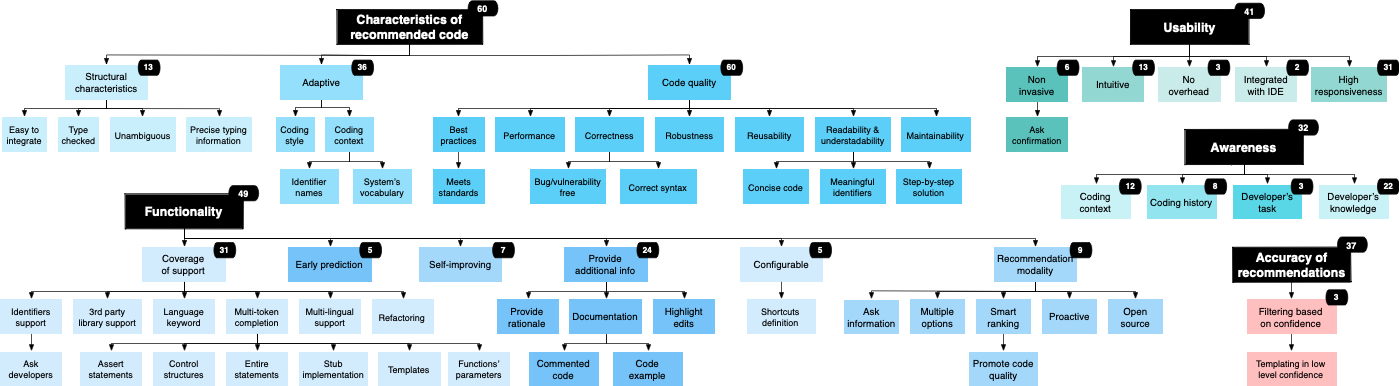 60
Characteristics of
recommended code
13
Structural
characteristics
36
Adaptive
60
Code quality
Easy to
integrate
Type
checked
Unambiguous
Precise typing
information
Coding
style
Coding
context
Best
practices
Performance
Correctness
Robustness
Reusability
Readability &
understadability
Maintainability
Identifier
names
System's
vocabulary
Meets
standards
Bug/vulnerability
free
Correct syntax
Concise code
Meaningful
identifiers
Step-by-step
solution
41
Usability
6
Non
invasive
13
Intuitive
3
No
overhead
2
Integrated
with IDE
31
High
responsiveness
Ask
confirmation
32
Awareness
12
Coding
context
8
Coding history
3
Developer's
task
22
Developer's
knowledge
49
Functionality
31
Coverage
of support
5
Early prediction
7
Self-improving
24
Provide
additional info
5
Configurable
9
Recommendation
modality
Identifiers
support
3rd party
library support
Language
keyword
Multi-token
completion
Multi-lingual
support
Refactoring
Provide
rationale
Documentation
Highlight
edits
Shortcuts
definition
Ask
information
Multiple
options
Smart
ranking
Proactive
Open
source
Ask
developers
Assert
statements
Control
structures
Entire
statements
Stub
implementation
Templates
Functions'
parameters
Commented
code
Code
example
Promote code
quality
37
Accuracy of
recommendations
3
Filtering based
on confidence
Templating in low
level confidence